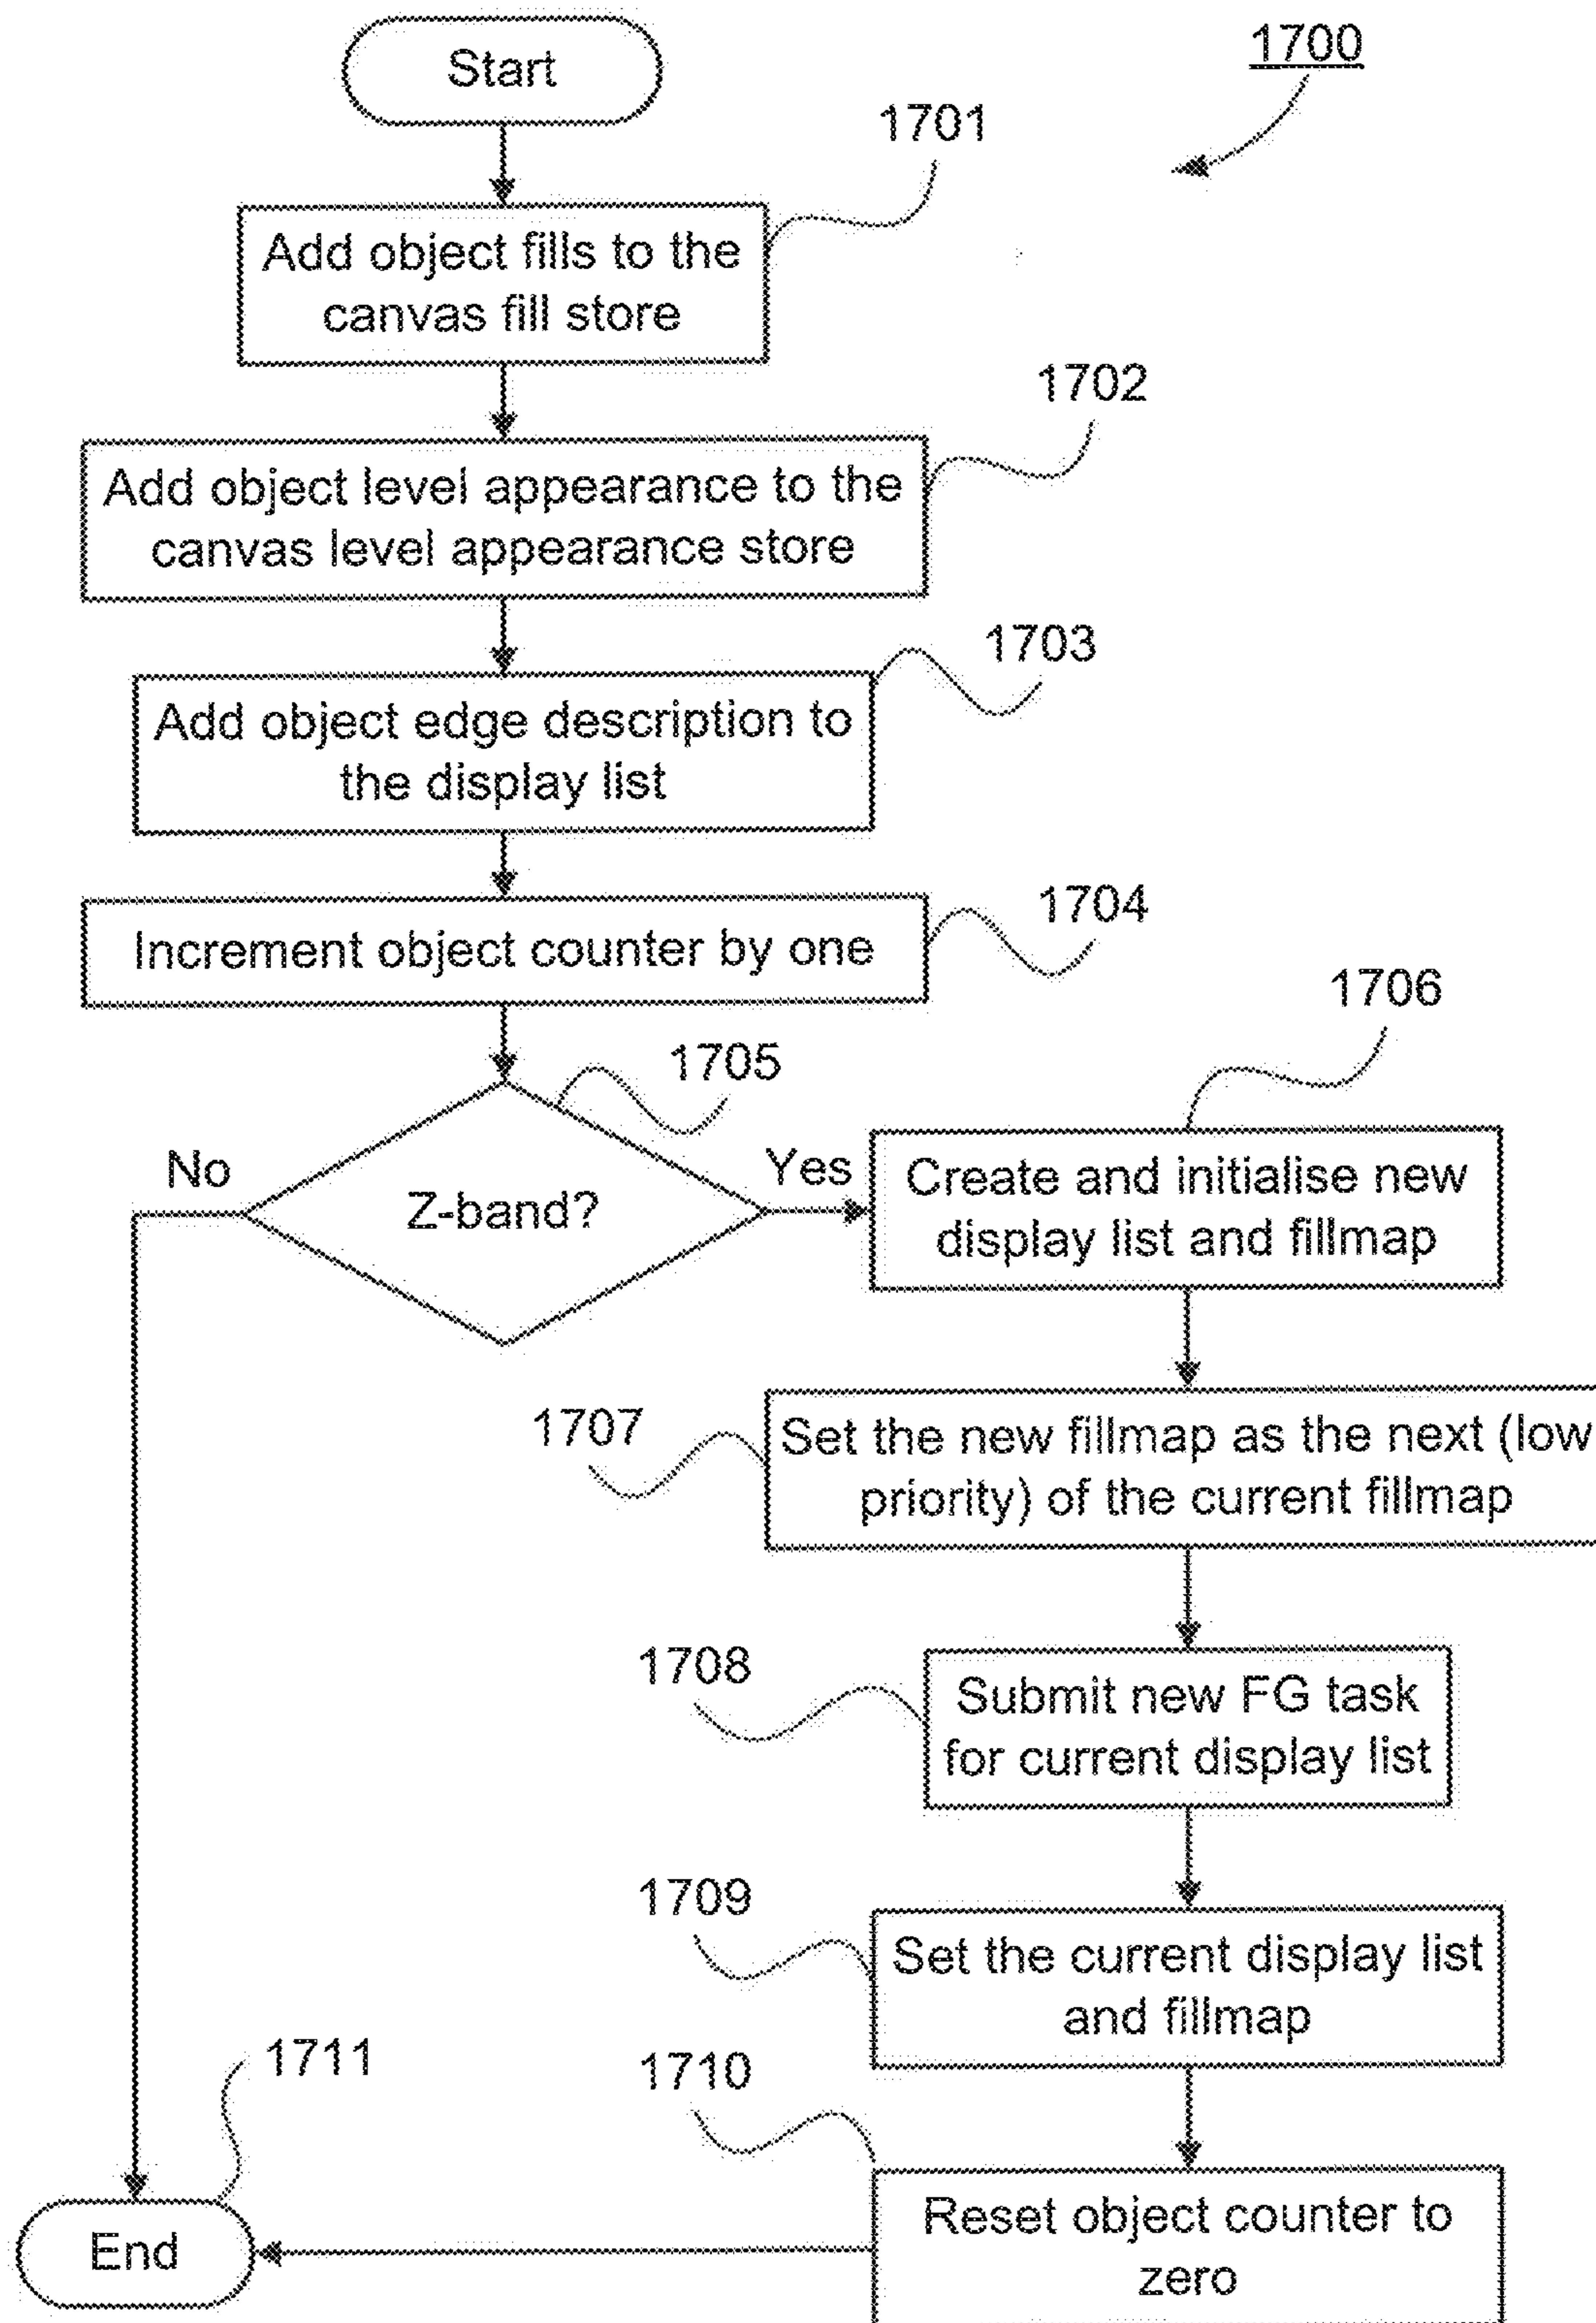 Start
1700
1701
Add object fills to the
canvas fill store
1702
Add object level appearance to the
canvas level appearance store
1703
Add object edge description to
the display list
1704
Increment object counter by one
1705
No
Z-band?
Yes
1706
Create and initialise new
display list and fillmap
1707
Set the new fillmap as the next (low
priority) of the current fillmap
1708
Submit new FG task
for current display list
1709
Set the current display list
and fillmap
1710
Reset object counter to
zero
1711
End